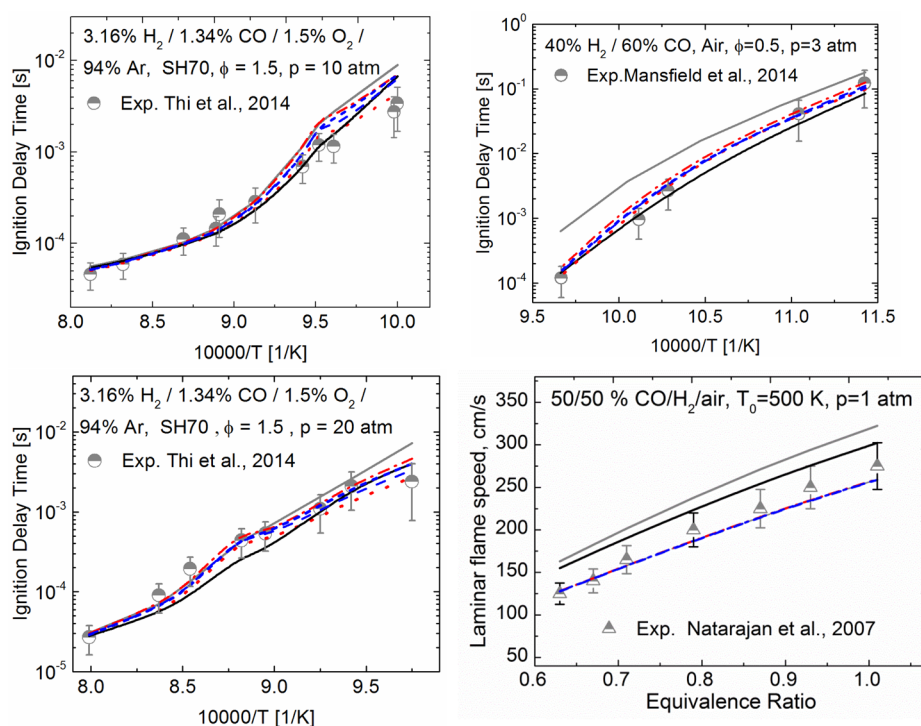 3.16% H₂ / 1.34% CO / 1.5% O₂ /
94% Ar, SH70, ϕ = 1.5, p = 10 atm
Exp. Thi et al., 2014
Ignition Delay Time [s]
10⁻²
10⁻³
10⁻⁴
8.0 8.5 9.0 9.5 10.0
10000/T [1/K]
40% H₂ / 60% CO, Air, ϕ=0.5, p=3 atm
Exp.Mansfield et al., 2014
Ignition Delay Time [s]
10⁰
10⁻¹
10⁻²
10⁻³
10⁻⁴
9.5 10.0 10.5 11.0 11.5
10000/T [1/K]
3.16% H₂ / 1.34% CO / 1.5% O₂ /
94% Ar, SH70 , ϕ = 1.5 , p = 20 atm
Exp. Thi et al., 2014
Ignition Delay Time [s]
10⁻²
10⁻³
10⁻⁴
10⁻⁵
8.0 8.5 9.0 9.5
10000/T [1/K]
50/50 % CO/H₂/air, T₀=500 K, p=1 atm
Laminar flame speed, cm/s
350
300
250
200
150
100
50
Exp. Natarajan et al., 2007
0.6 0.7 0.8 0.9 1.0
Equivalence Ratio